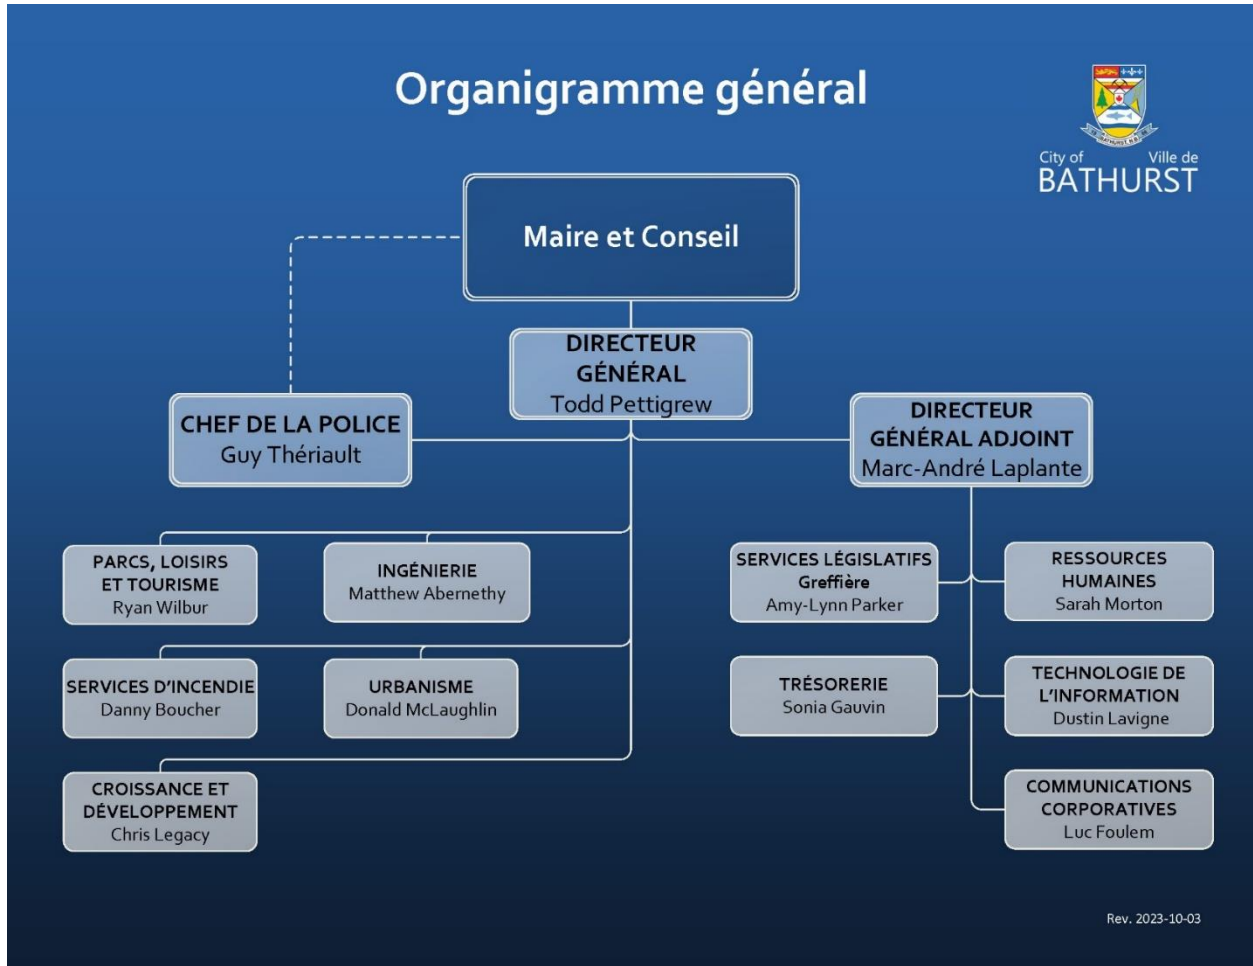 Organigramme général
City of Ville de
BATHURST
Maire et Conseil
DIRECTEUR
GÉNÉRAL
Todd Pettigrew
CHEF DE LA POLICE
Guy Thériault
DIRECTEUR
GÉNÉRAL ADJOINT
Marc-André Laplante
PARCS, LOISIRS
ET TOURISME
Ryan Wilbur
INGÉNIERIE
Matthew Abernethy
SERVICES LÉGISLATIFS
Greffière
Amy-Lynn Parker
RESSOURCES
HUMAINES
Sarah Morton
SERVICES D'INCENDIE
Danny Boucher
URBANISME
Donald McLaughlin
TRÉSORERIE
Sonia Gauvin
TECHNOLOGIE DE
L'INFORMATION
Dustin Lavigne
CROISSANCE ET
DÉVELOPPEMENT
Chris Legacy
COMMUNICATIONS
CORPORATIVES
Luc Foulem
Rev. 2023-10-03